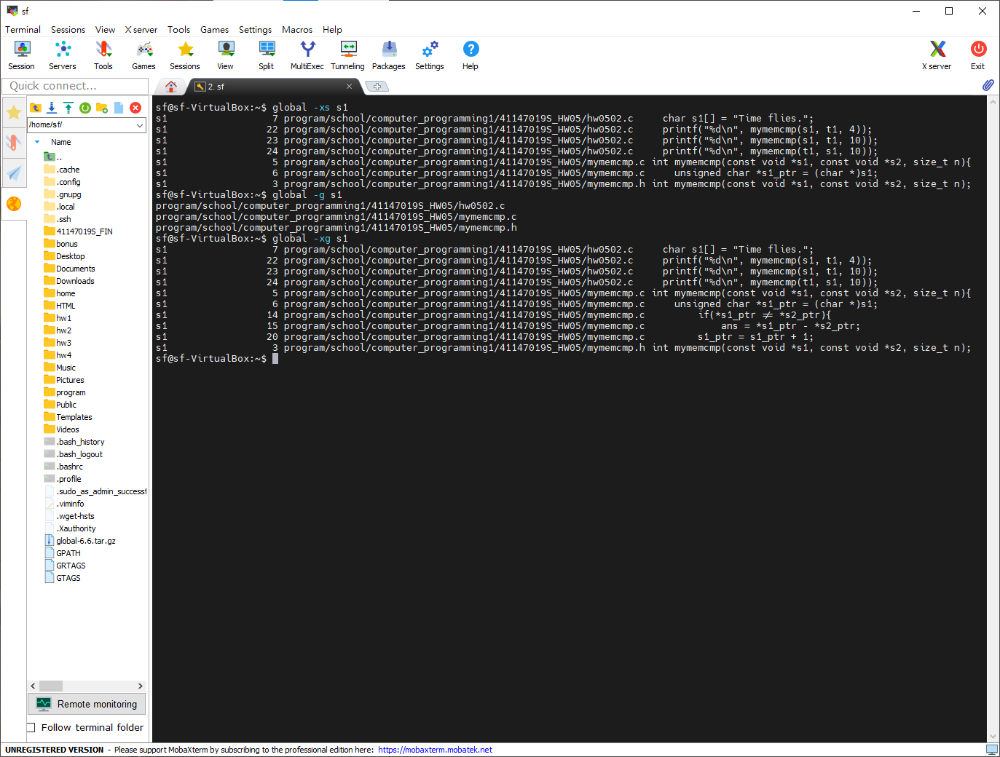 sf
Terminal Sessions View X server Tools Games Settings Macros Help
Session Servers Tools Games Sessions View Split MultiExec Tunneling Packages Settings Help X server Exit
Quick connect...
2. sf
/home/sf/
Name
..
.cache
.config
.gnupg
.local
.ssh
41147019S_FIN
bonus
Desktop
Documents
Downloads
home
HTML
hw1
hw2
hw3
hw4
Music
Pictures
program
Public
Templates
Videos
.bash_history
.bash_logout
.bashrc
.profile
.sudo_as_admin_successf
.viminfo
.wget-hsts
.Xauthority
global-6.6.tar.gz
GPATH
GRTAGS
GTAGS
Remote monitoring
Follow terminal folder
sf@sf-VirtualBox:~$ global -xs s1
s1 7 program/school/computer_programming1/41147019S_HW05/hw0502.c char s1[] = "Time flies.";
s1 22 program/school/computer_programming1/41147019S_HW05/hw0502.c printf("%d\n", mymemcmp(s1, t1, 4));
s1 23 program/school/computer_programming1/41147019S_HW05/hw0502.c printf("%d\n", mymemcmp(s1, t1, 10));
s1 24 program/school/computer_programming1/41147019S_HW05/hw0502.c printf("%d\n", mymemcmp(t1, s1, 10));
s1 5 program/school/computer_programming1/41147019S_HW05/mymemcmp.c int mymemcmp(const void *s1, const void *s2, size_t n){
s1 6 program/school/computer_programming1/41147019S_HW05/mymemcmp.c unsigned char *s1_ptr = (char *)s1;
s1 3 program/school/computer_programming1/41147019S_HW05/mymemcmp.h int mymemcmp(const void *s1, const void *s2, size_t n);
sf@sf-VirtualBox:~$ global -g s1
program/school/computer_programming1/41147019S_HW05/hw0502.c
program/school/computer_programming1/41147019S_HW05/mymemcmp.c
program/school/computer_programming1/41147019S_HW05/mymemcmp.h
sf@sf-VirtualBox:~$ global -xg s1
s1 7 program/school/computer_programming1/41147019S_HW05/hw0502.c char s1[] = "Time flies.";
s1 22 program/school/computer_programming1/41147019S_HW05/hw0502.c printf("%d\n", mymemcmp(s1, t1, 4));
s1 23 program/school/computer_programming1/41147019S_HW05/hw0502.c printf("%d\n", mymemcmp(s1, t1, 10));
s1 24 program/school/computer_programming1/41147019S_HW05/hw0502.c printf("%d\n", mymemcmp(t1, s1, 10));
s1 5 program/school/computer_programming1/41147019S_HW05/mymemcmp.c int mymemcmp(const void *s1, const void *s2, size_t n){
s1 6 program/school/computer_programming1/41147019S_HW05/mymemcmp.c unsigned char *s1_ptr = (char *)s1;
s1 14 program/school/computer_programming1/41147019S_HW05/mymemcmp.c if(*s1_ptr != *s2_ptr){
s1 15 program/school/computer_programming1/41147019S_HW05/mymemcmp.c ans = *s1_ptr - *s2_ptr;
s1 20 program/school/computer_programming1/41147019S_HW05/mymemcmp.c s1_ptr = s1_ptr + 1;
s1 3 program/school/computer_programming1/41147019S_HW05/mymemcmp.h int mymemcmp(const void *s1, const void *s2, size_t n);
sf@sf-VirtualBox:~$
UNREGISTERED VERSION - Please support MobaXterm by subscribing to the professional edition here: https://mobaxterm.mobatek.net